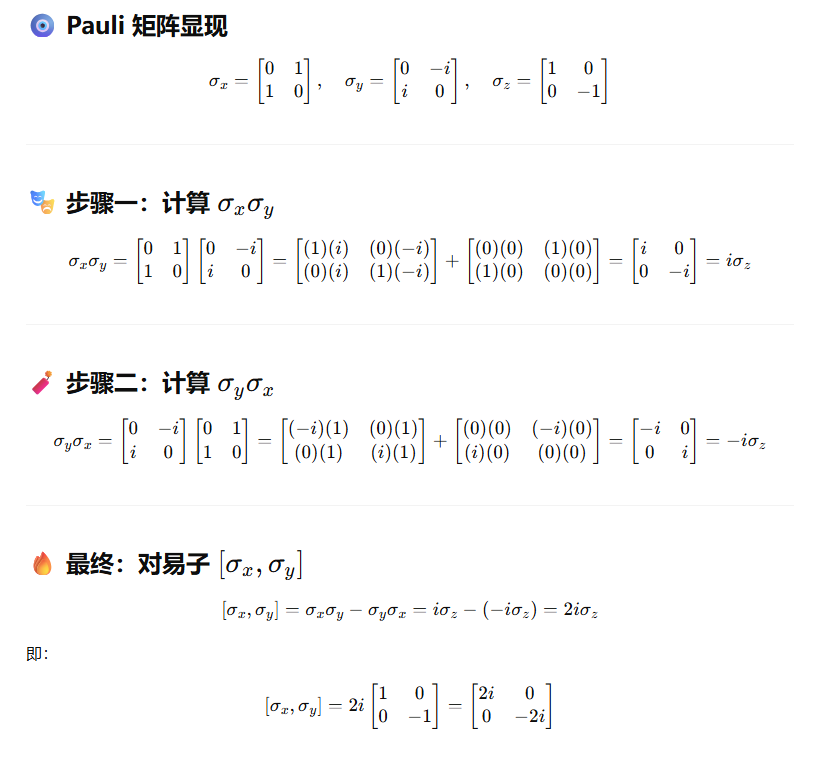 🧿 Pauli 矩阵显现
$\sigma_x = \begin{bmatrix} 0 & 1 \\ 1 & 0 \end{bmatrix}, \quad \sigma_y = \begin{bmatrix} 0 & -i \\ i & 0 \end{bmatrix}, \quad \sigma_z = \begin{bmatrix} 1 & 0 \\ 0 & -1 \end{bmatrix}$
🎭 步骤一：计算 $\sigma_x \sigma_y$
$\sigma_x \sigma_y = \begin{bmatrix} 0 & 1 \\ 1 & 0 \end{bmatrix} \begin{bmatrix} 0 & -i \\ i & 0 \end{bmatrix} = \begin{bmatrix} (1)(i) & (0)(-i) \\ (0)(i) & (1)(-i) \end{bmatrix} + \begin{bmatrix} (0)(0) & (1)(0) \\ (1)(0) & (0)(0) \end{bmatrix} = \begin{bmatrix} i & 0 \\ 0 & -i \end{bmatrix} = i\sigma_z$
🧨 步骤二：计算 $\sigma_y \sigma_x$
$\sigma_y \sigma_x = \begin{bmatrix} 0 & -i \\ i & 0 \end{bmatrix} \begin{bmatrix} 0 & 1 \\ 1 & 0 \end{bmatrix} = \begin{bmatrix} (-i)(1) & (0)(1) \\ (0)(1) & (i)(1) \end{bmatrix} + \begin{bmatrix} (0)(0) & (-i)(0) \\ (i)(0) & (0)(0) \end{bmatrix} = \begin{bmatrix} -i & 0 \\ 0 & i \end{bmatrix} = -i\sigma_z$
🔥 最终：对易子 $[\sigma_x, \sigma_y]$
$[\sigma_x, \sigma_y] = \sigma_x \sigma_y - \sigma_y \sigma_x = i\sigma_z - (-i\sigma_z) = 2i\sigma_z$
即：
$[\sigma_x, \sigma_y] = 2i \begin{bmatrix} 1 & 0 \\ 0 & -1 \end{bmatrix} = \begin{bmatrix} 2i & 0 \\ 0 & -2i \end{bmatrix}$